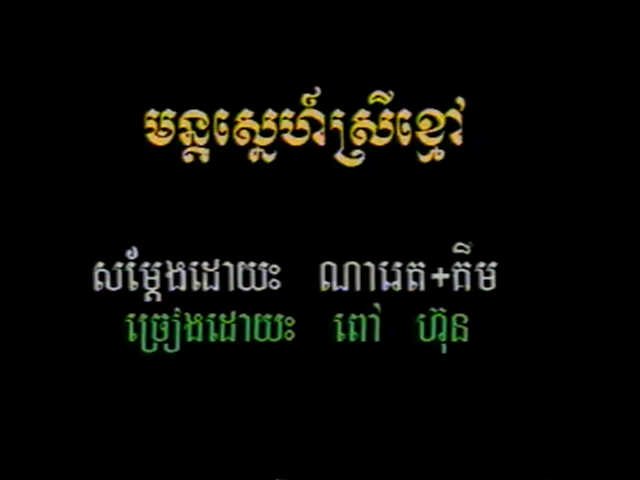 មន្តស្នេហ៍ស្រីខ្មៅ
សម្តែងដោយះ ណារេត+គីម
ច្រៀងដោយះ ពៅ ហ៊ុន